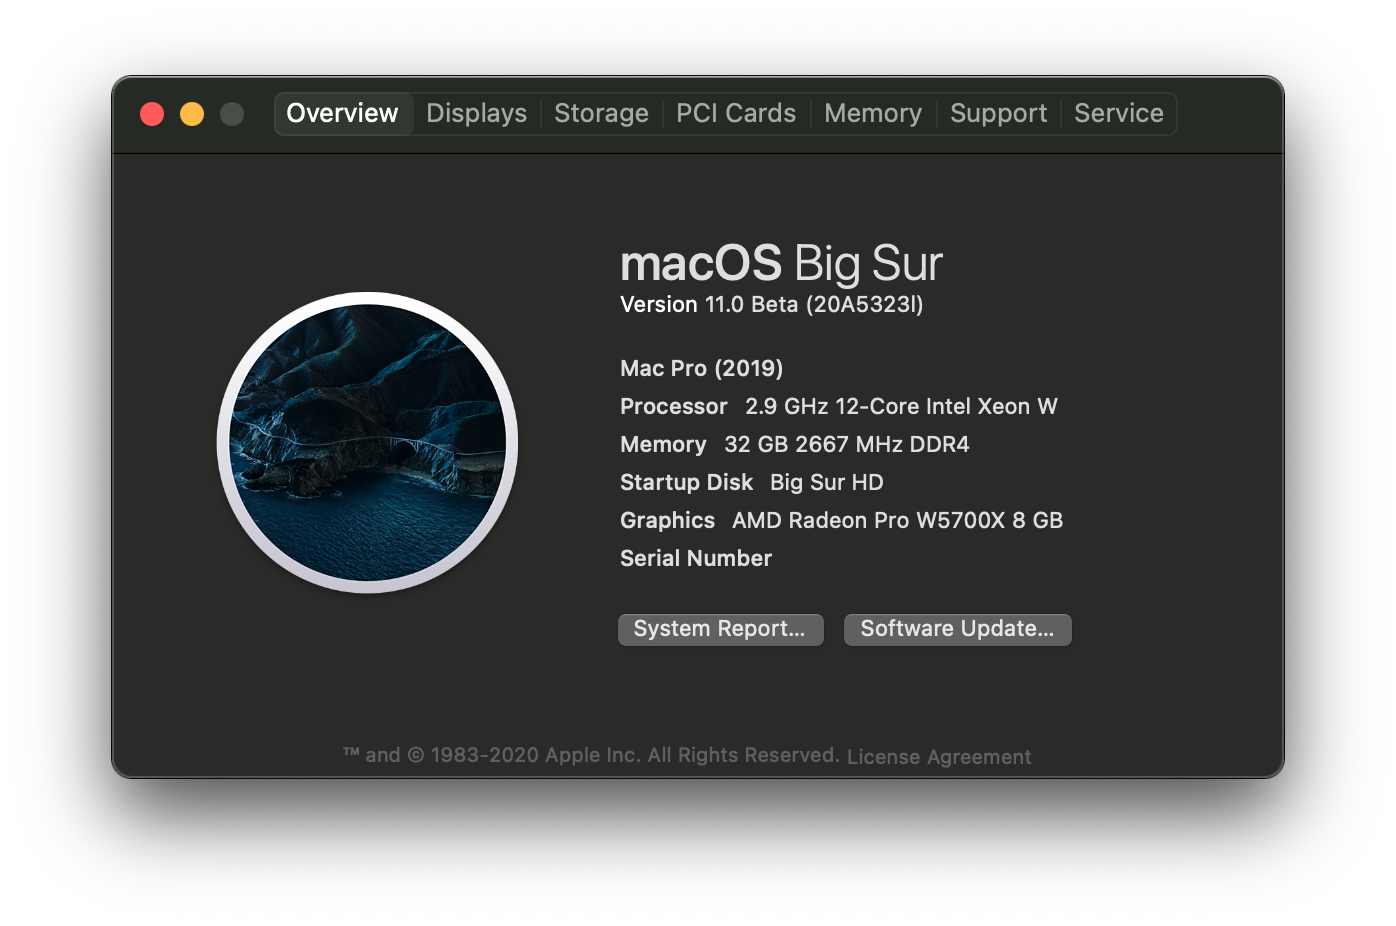 Overview Displays Storage PCI Cards Memory Support Service
macOS Big Sur
Version 11.0 Beta (20A5323l)
Mac Pro (2019)
Processor 2.9 GHz 12-Core Intel Xeon W
Memory 32 GB 2667 MHz DDR4
Startup Disk Big Sur HD
Graphics AMD Radeon Pro W5700X 8 GB
Serial Number
System Report... Software Update...
™ and © 1983-2020 Apple Inc. All Rights Reserved. License Agreement